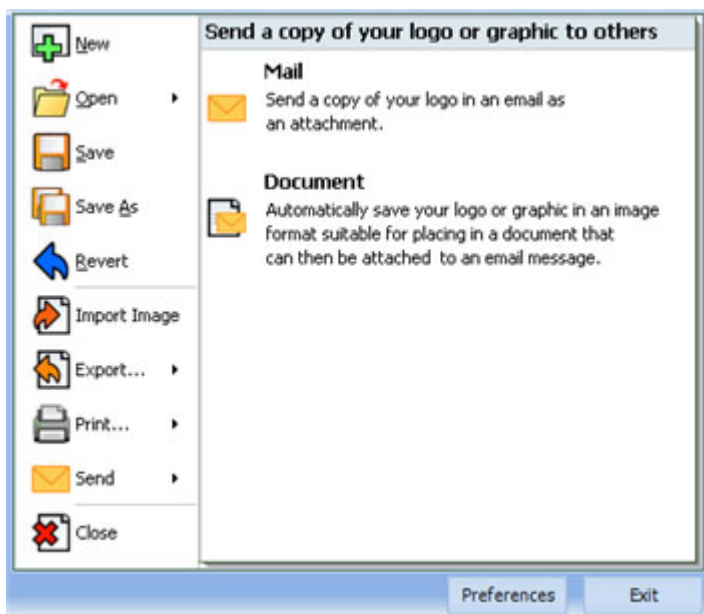 New
Open
Save
Save As
Revert
Import Image
Export...
Print...
Send
Close
Send a copy of your logo or graphic to others
Mail
Send a copy of your logo in an email as
an attachment.
Document
Automatically save your logo or graphic in an image
format suitable for placing in a document that
can then be attached to an email message.
Preferences
Exit